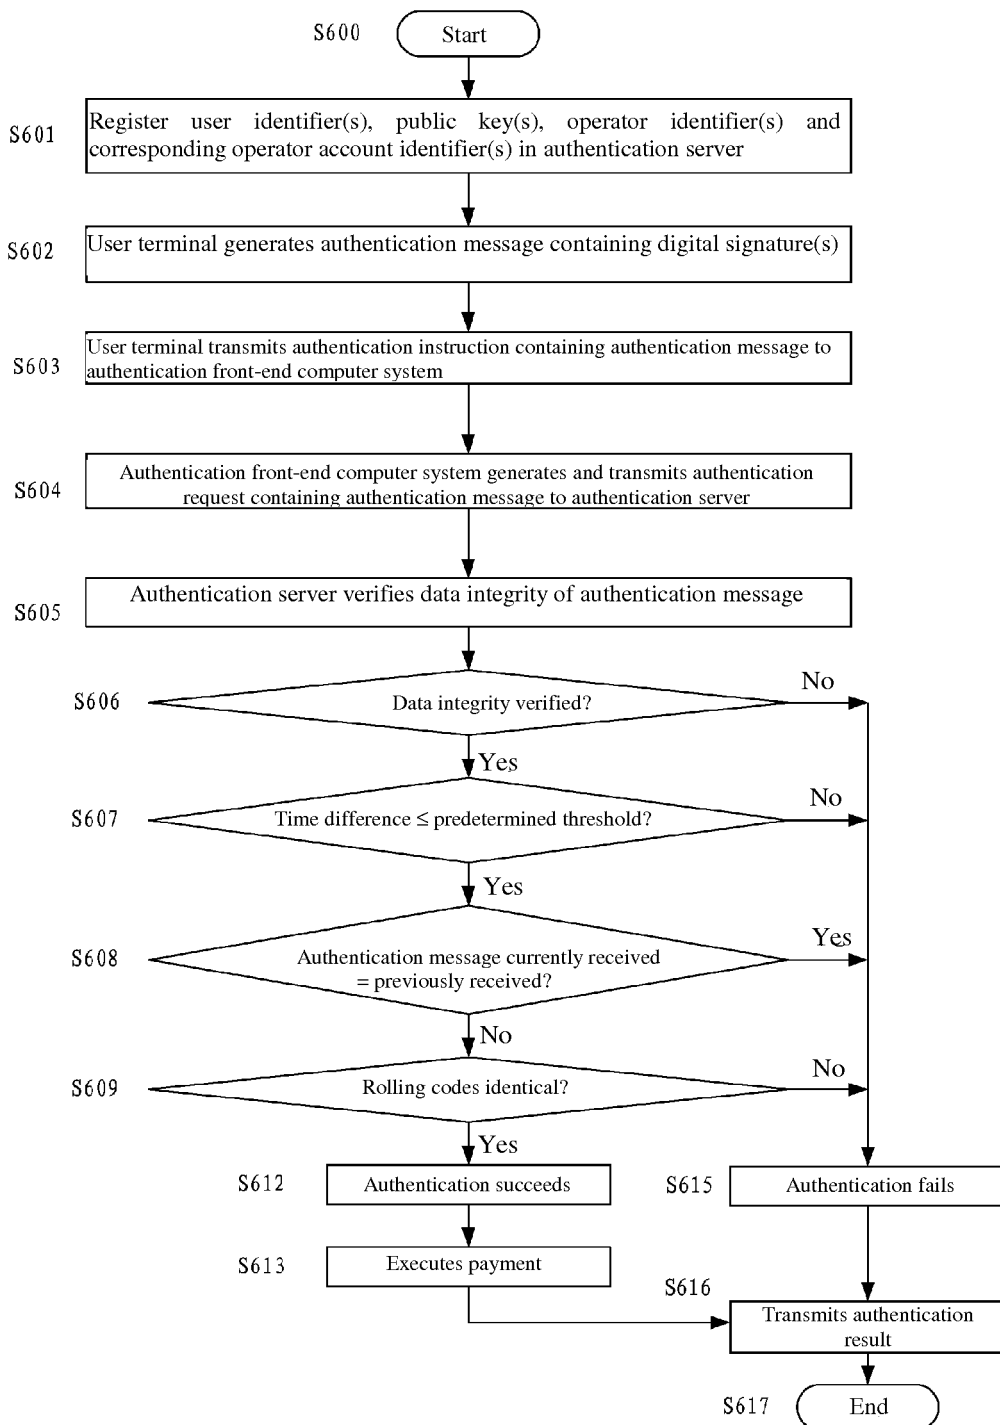 S600
Start
S601
Register user identifier(s), public key(s), operator identifier(s) and
corresponding operator account identifier(s) in authentication server
S602
User terminal generates authentication message containing digital signature(s)
S603
User terminal transmits authentication instruction containing authentication message to
authentication front-end computer system
S604
Authentication front-end computer system generates and transmits authentication
request containing authentication message to authentication server
S605
Authentication server verifies data integrity of authentication message
S606
Data integrity verified?
No
Yes
S607
Time difference ≤ predetermined threshold?
No
Yes
S608
Authentication message currently received
= previously received?
Yes
No
S609
Rolling codes identical?
No
Yes
S612
Authentication succeeds
S615
Authentication fails
S613
Executes payment
S616
Transmits authentication
result
S617
End